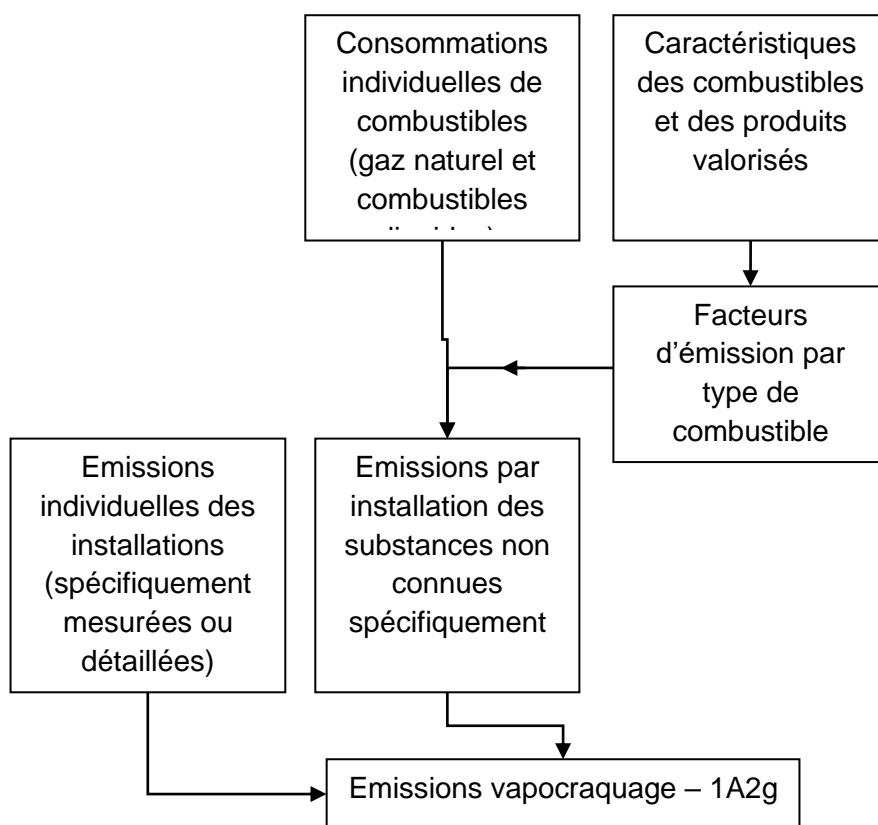 Consommations
individuelles de
combustibles
(gaz naturel et
combustibles
Caractéristiques
des combustibles
et des produits
valorisés
Facteurs
d’émission par
type de
combustible
Emissions
individuelles des
installations
(spécifiquement
mesurées ou
détaillées)
Emissions par
installation des
substances non
connues
spécifiquement
Emissions vapocraquage – 1A2g